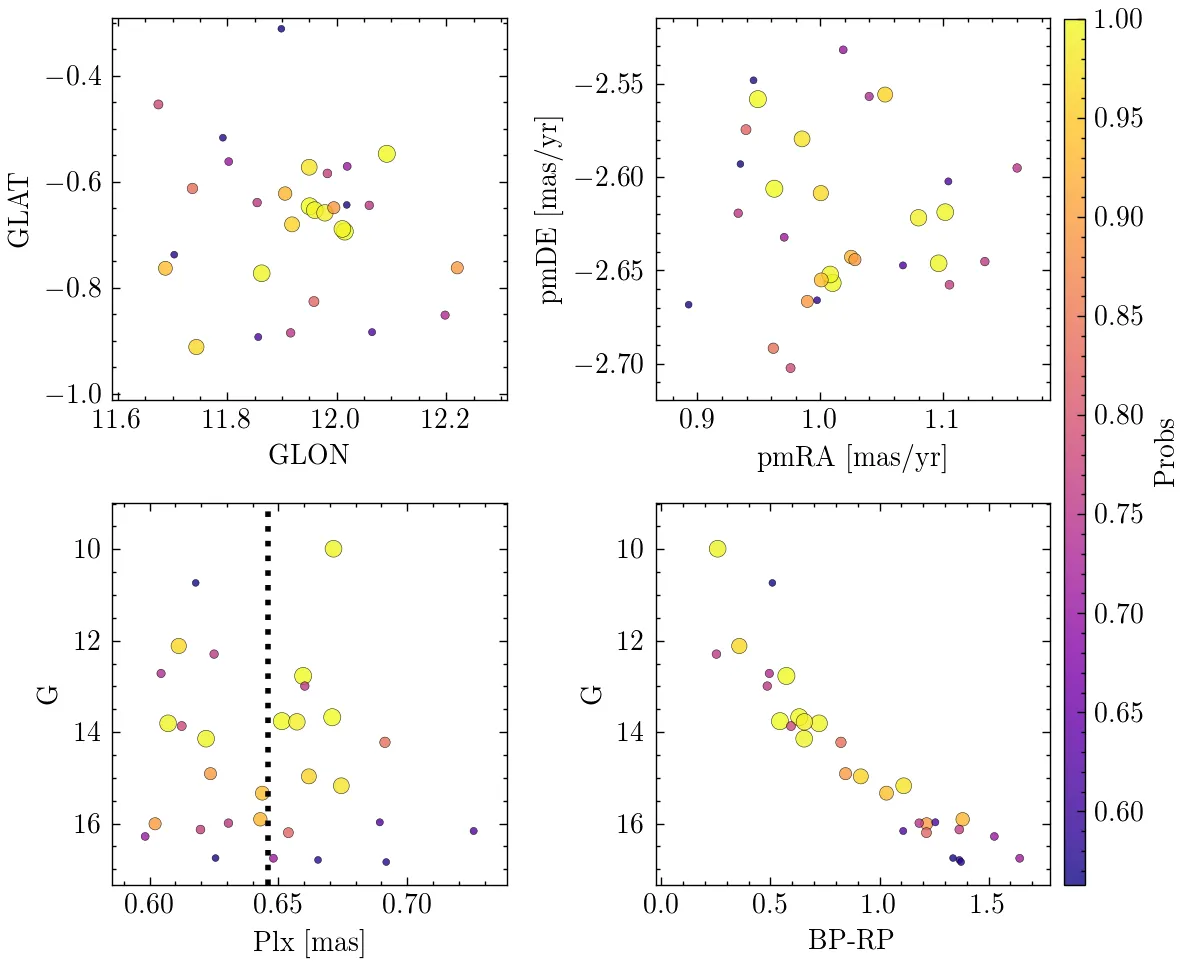 −0.4
−0.6
−0.8
−1.0
GLAT
11.6 11.8 12.0 12.2
GLON
−2.55
−2.60
−2.65
−2.70
pmDE [mas/yr]
0.9 1.0 1.1
pmRA [mas/yr]
10
12
14
16
G
0.60 0.65 0.70
Plx [mas]
10
12
14
16
G
0.0 0.5 1.0 1.5
BP-RP
1.00
0.95
0.90
0.85
0.80
0.75
0.70
0.65
0.60
Probs